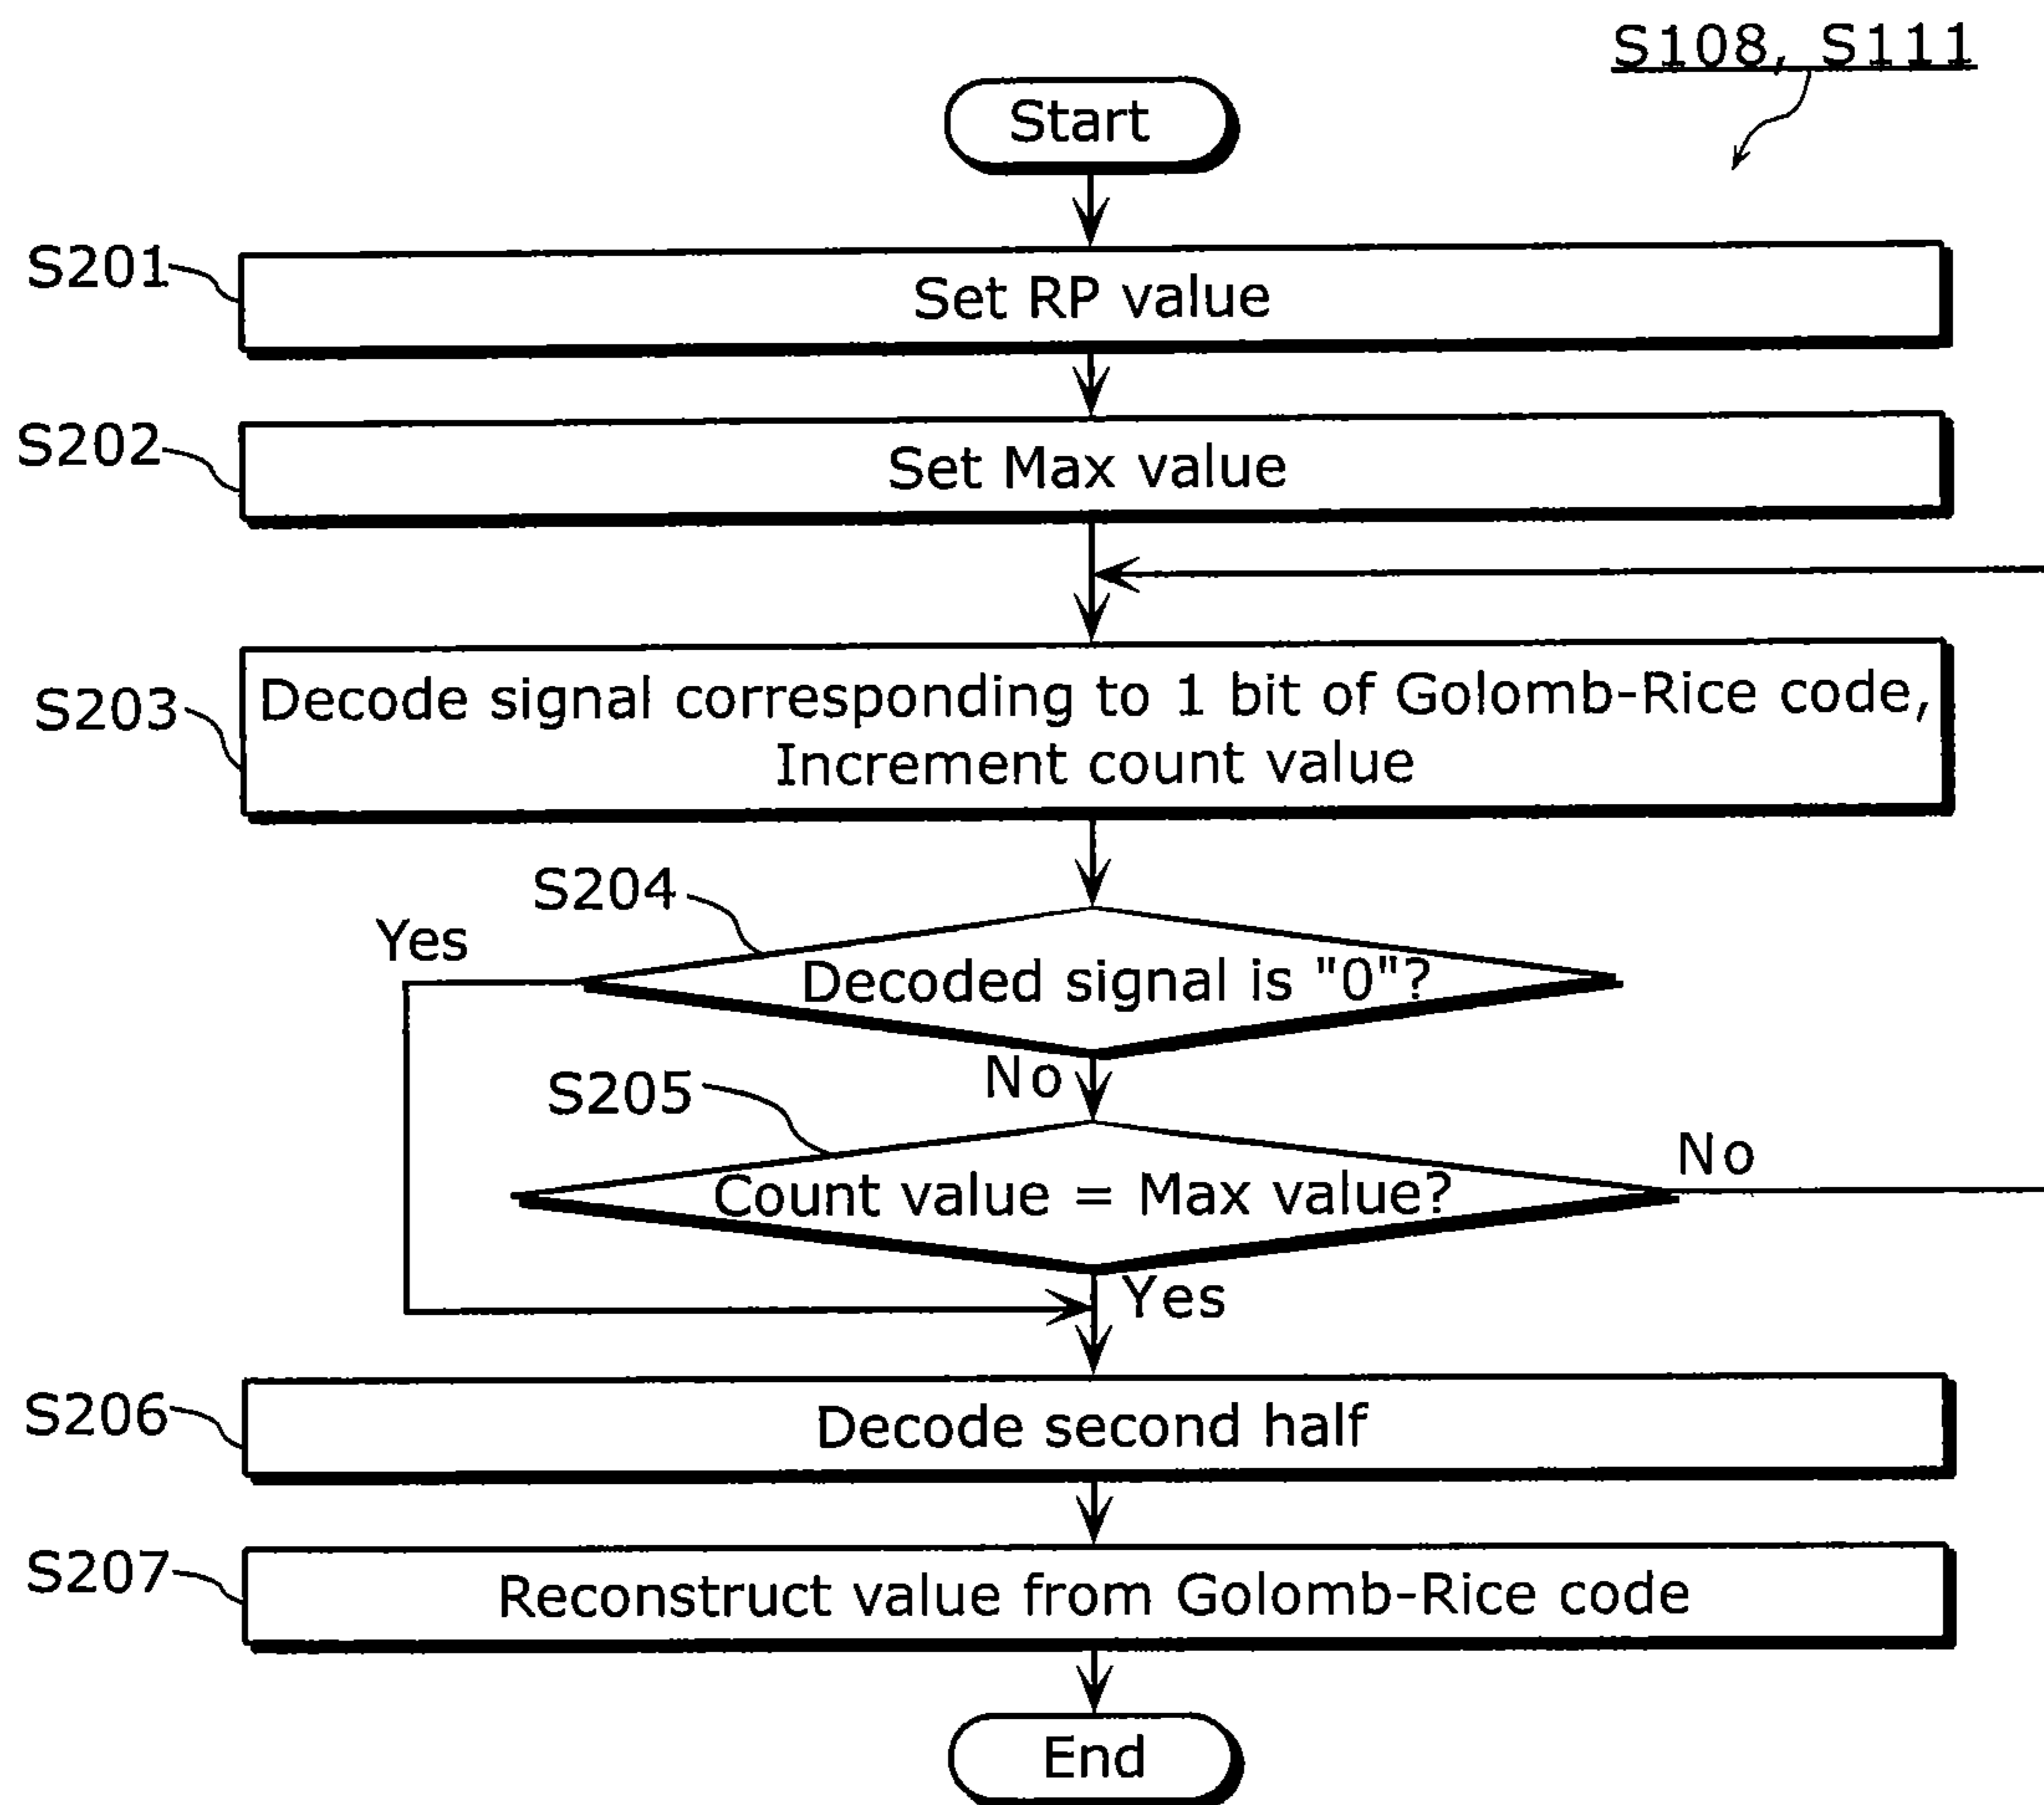 S108, S111
Start
S201
Set RP value
S202
Set Max value
S203
Decode signal corresponding to 1 bit of Golomb-Rice code,
Increment count value
S204
Yes
Decoded signal is "0"?
No
S205
No
Count value = Max value?
Yes
S206
Decode second half
S207
Reconstruct value from Golomb-Rice code
End